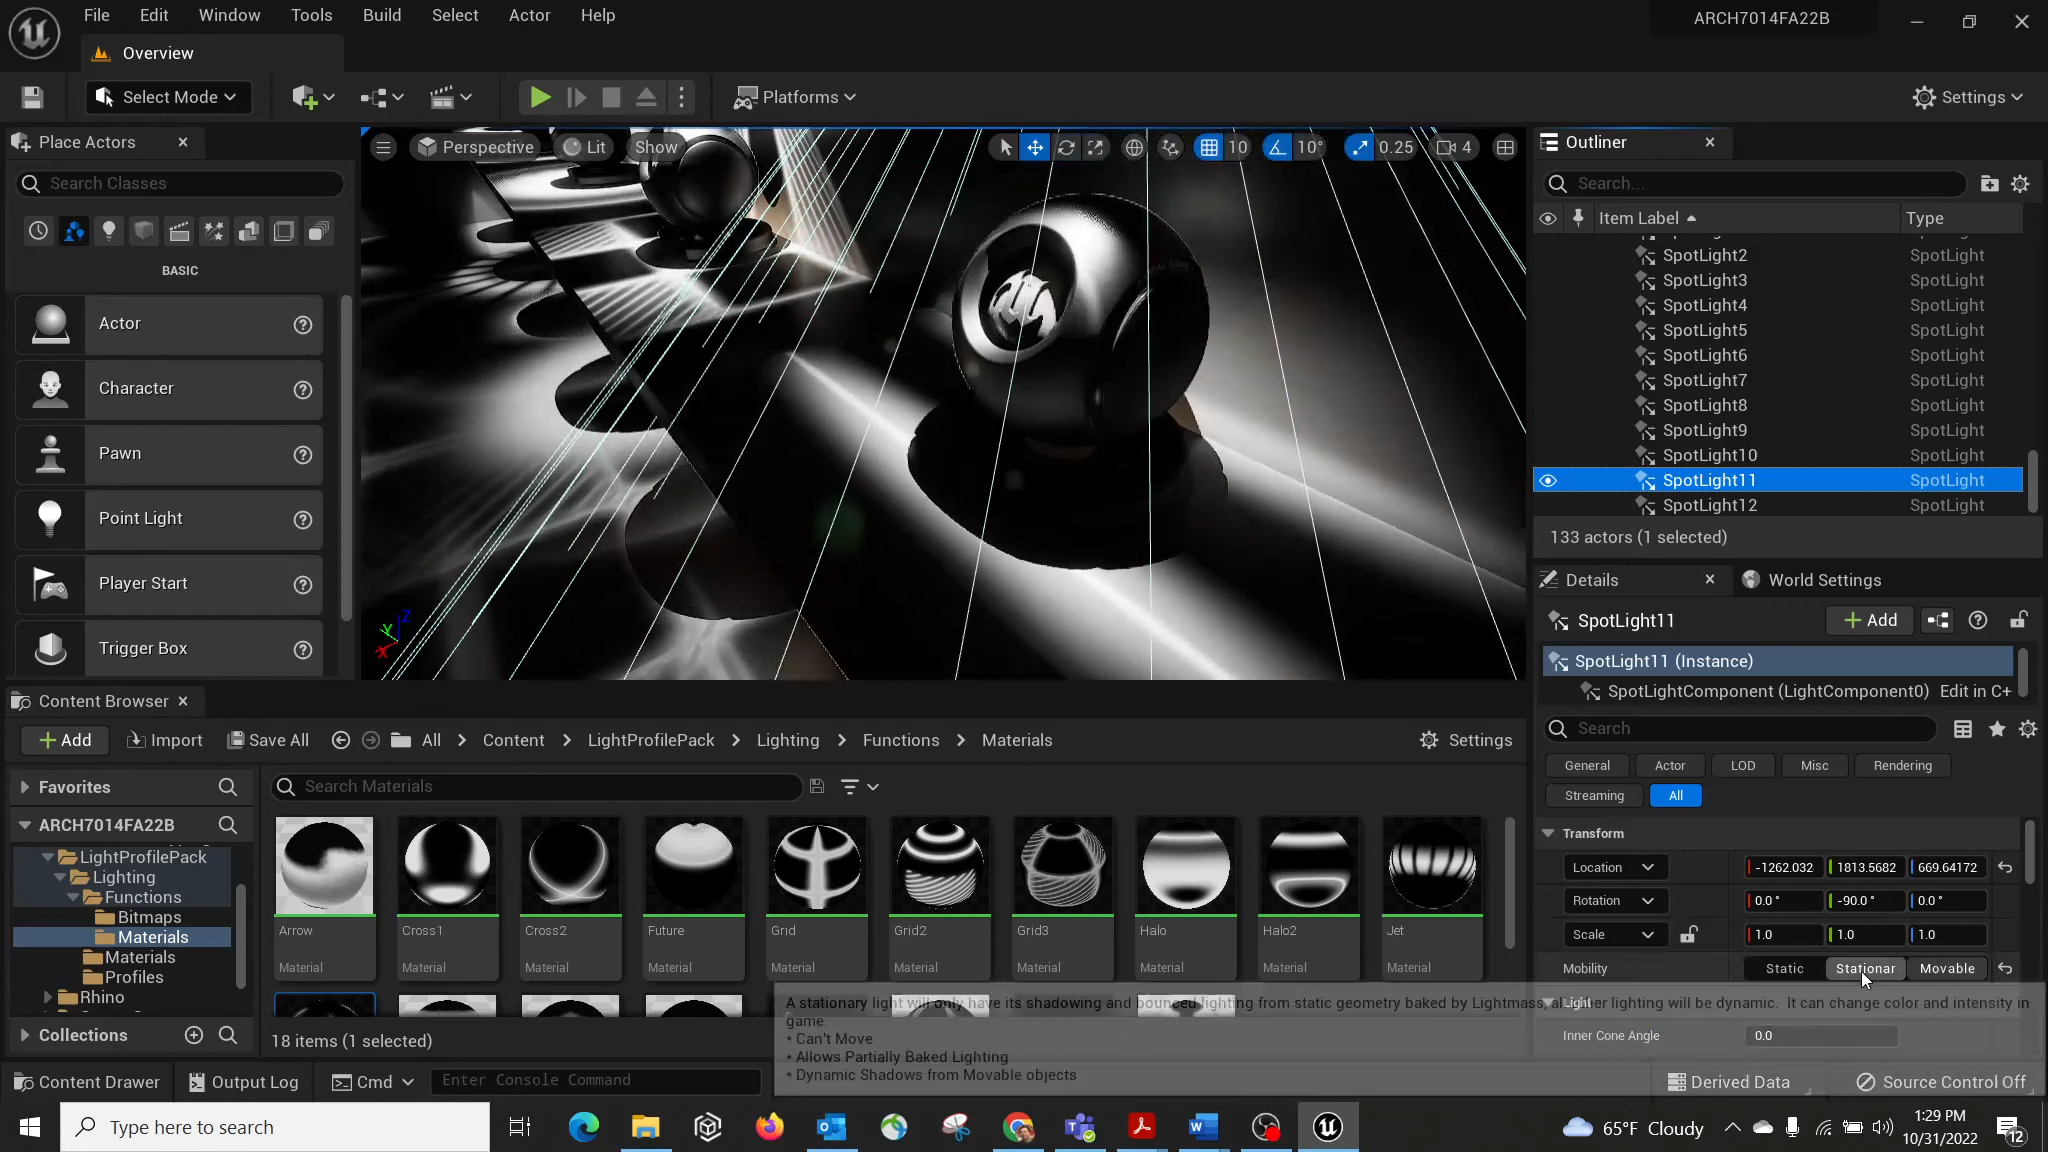 File Edit Window Tools Build Select Actor Help
ARCH7014FA22B
Overview
Select Mode
Platforms
Settings
Place Actors
Search Classes
BASIC
Actor
Character
Pawn
Point Light
Player Start
Trigger Box
Perspective Lit Show
10 10° 0.25 4
Z
Y
X
Outliner
Search...
Item Label Type
SpotLight2 SpotLight
SpotLight3 SpotLight
SpotLight4 SpotLight
SpotLight5 SpotLight
SpotLight6 SpotLight
SpotLight7 SpotLight
SpotLight8 SpotLight
SpotLight9 SpotLight
SpotLight10 SpotLight
SpotLight11 SpotLight
SpotLight12 SpotLight
133 actors (1 selected)
Details World Settings
SpotLight11 Add
SpotLight11 (Instance)
SpotLightComponent (LightComponent0) Edit in C+
Search
General Actor LOD Misc Rendering
Streaming All
Transform
Location -1262.032 1813.5682 669.64172
Rotation 0.0° -90.0° 0.0°
Scale 1.0 1.0 1.0
Mobility Static Stationar Movable
Light
Inner Cone Angle 0.0
Content Browser
Add Import Save All All Content LightProfilePack Lighting Functions Materials Settings
Favorites
ARCH7014FA22B
LightProfilePack
Lighting
Functions
Bitmaps
Materials
Materials
Profiles
Rhino
Collections
Search Materials
Arrow Cross1 Cross2 Future Grid Grid2 Grid3 Halo Halo2 Jet
Material Material Material Material Material Material Material Material Material Material
18 items (1 selected)
A stationary light will only have its shadowing and bounced lighting from static geometry baked by Lightmass, all other lighting will be dynamic. It can change color and intensity in
game.
* Can't Move
* Allows Partially Baked Lighting
* Dynamic Shadows from Movable objects
Content Drawer Output Log Cmd Enter Console Command
Derived Data Source Control Off
Type here to search
65°F Cloudy
1:29 PM
10/31/2022
12